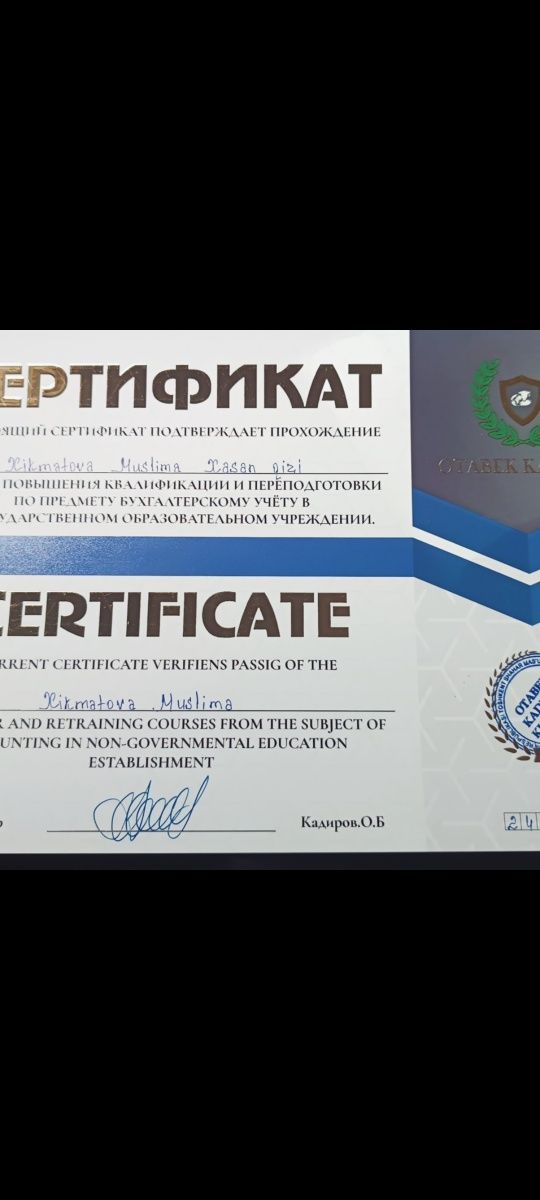 ЕРТИФИКАТ
ЯЩИЙ СЕРТИФИКАТ ПОДТВЕРЖДАЕТ ПРОХОЖДЕНИЕ
Xikmatova Muslima Xasan qizi
ПОВЫШЕНИЯ КВАЛИФИКАЦИИ И ПЕРЕПОДГОТОВКИ
ПО ПРЕДМЕТУ БУХГАЛТЕРСКОМУ УЧЁТУ В
УДАРСТВЕННОМ ОБРАЗОВАТЕЛЬНОМ УЧРЕЖДЕНИИ.
OTABEK K
CERTIFICATE
RRENT CERTIFICATE VERIFIENS PASSIG OF THE
Xikmatova Muslima
R AND RETRAINING COURSES FROM THE SUBJECT OF
UNTING IN NON-GOVERNMENTAL EDUCATION
ESTABLISHMENT
Кадиров.О.Б
24